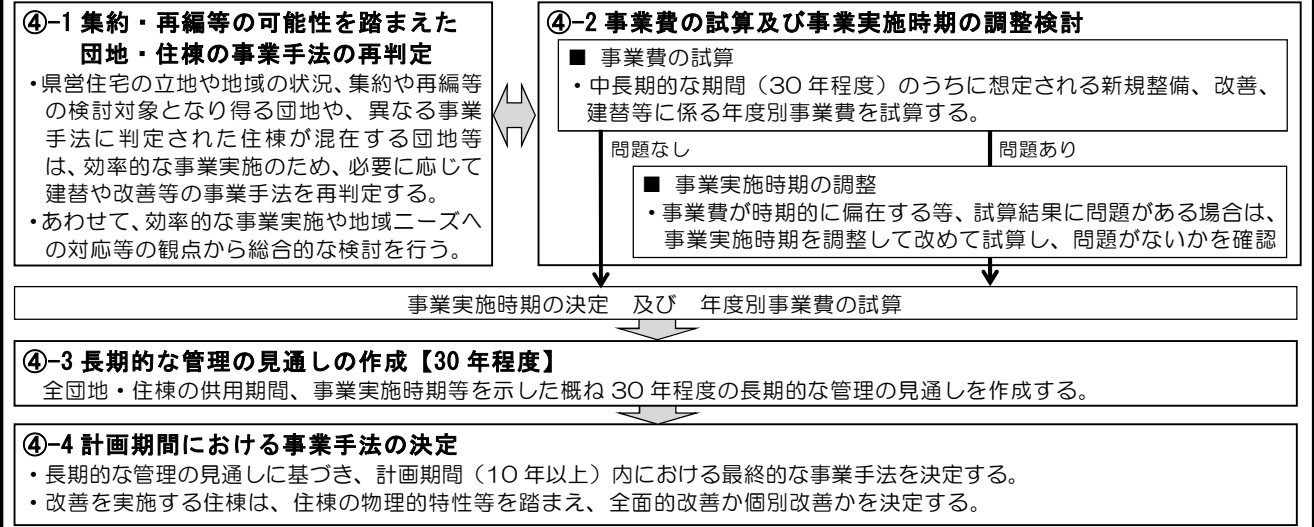 ④-1 集約・再編等の可能性を踏まえた
団地・住棟の事業手法の再判定
・県営住宅の立地や地域の状況、集約や再編等
の検討対象となり得る団地や、異なる事業
手法に判定された住棟が混在する団地等
は、効率的な事業実施のため、必要に応じて
建替や改善等の事業手法を再判定する。
・あわせて、効率的な事業実施や地域ニーズへ
の対応等の観点から総合的な検討を行う。
④-2 事業費の試算及び事業実施時期の調整検討
■ 事業費の試算
・中長期的な期間（30 年程度）のうちに想定される新規整備、改善、
建替等に係る年度別事業費を試算する。
問題なし
問題あり
■ 事業実施時期の調整
・事業費が時期的に偏在する等、試算結果に問題がある場合は、
事業実施時期を調整して改めて試算し、問題がないかを確認
事業実施時期の決定 及び 年度別事業費の試算
④-3 長期的な管理の見通しの作成【30 年程度】
全団地・住棟の供用期間、事業実施時期等を示した概ね 30 年程度の長期的な管理の見通しを作成する。
④-4 計画期間における事業手法の決定
・長期的な管理の見通しに基づき、計画期間（10 年以上）内における最終的な事業手法を決定する。
・改善を実施する住棟は、住棟の物理的特性等を踏まえ、全面的改善か個別改善かを決定する。